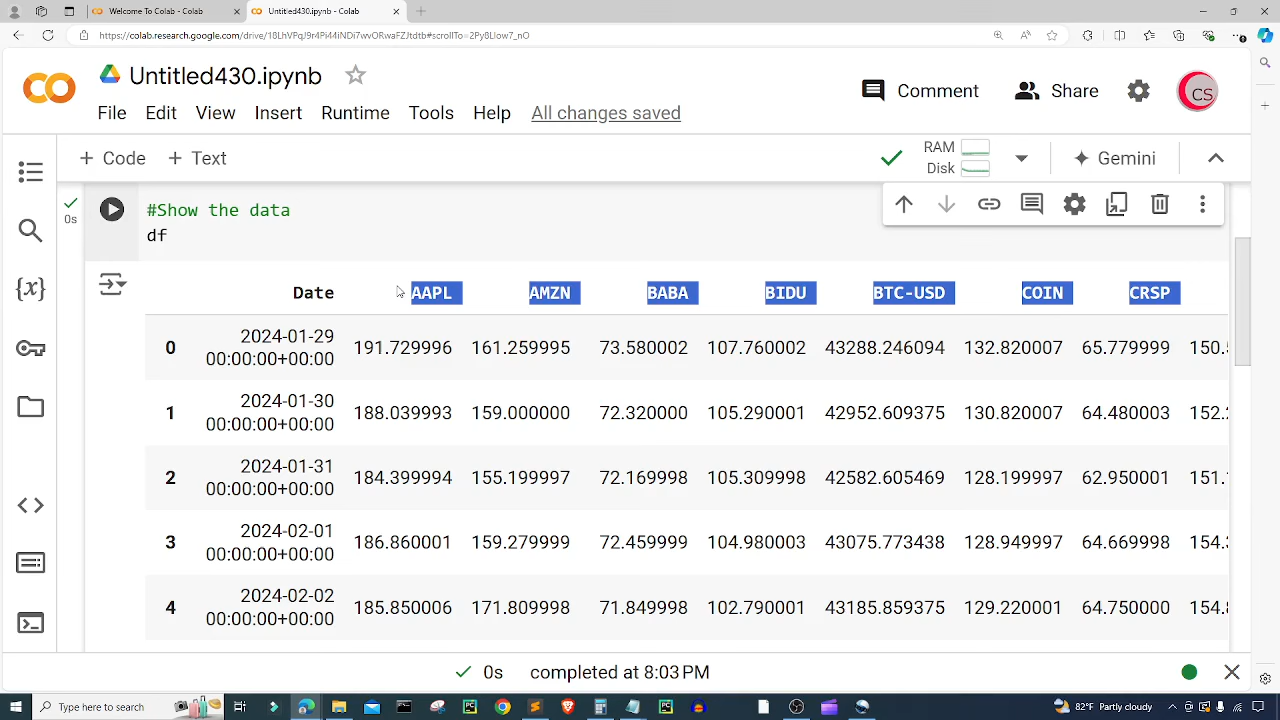 Welcome To Colab - Colab
Untitled430.ipynb - Colab
https://colab.research.google.com/drive/18LhVPqJ9r4Pi44iNDi7wvORwaFZJtdtb#scrollTo=2Py8LIow7_nO
Untitled430.ipynb
Comment
Share
CS
File Edit View Insert Runtime Tools Help All changes saved
+ Code + Text
RAM
Disk
Gemini
0s
#Show the data
df
Date AAPL AMZN BABA BIDU BTC-USD COIN CRSP
0 2024-01-29 00:00:00+00:00 191.729996 161.259995 73.580002 107.760002 43288.246094 132.820007 65.779999
1 2024-01-30 00:00:00+00:00 188.039993 159.000000 72.320000 105.290001 42952.609375 130.820007 64.480003 152.
2 2024-01-31 00:00:00+00:00 184.399994 155.199997 72.169998 105.309998 42582.605469 128.199997 62.950001 151.
3 2024-02-01 00:00:00+00:00 186.860001 159.279999 72.459999 104.980003 43075.773438 128.949997 64.669998
4 2024-02-02 00:00:00+00:00 185.850006 171.809998 71.849998 102.790001 43185.859375 129.220001 64.750000
0s completed at 8:03 PM
Type here to search
83°F Partly cloudy